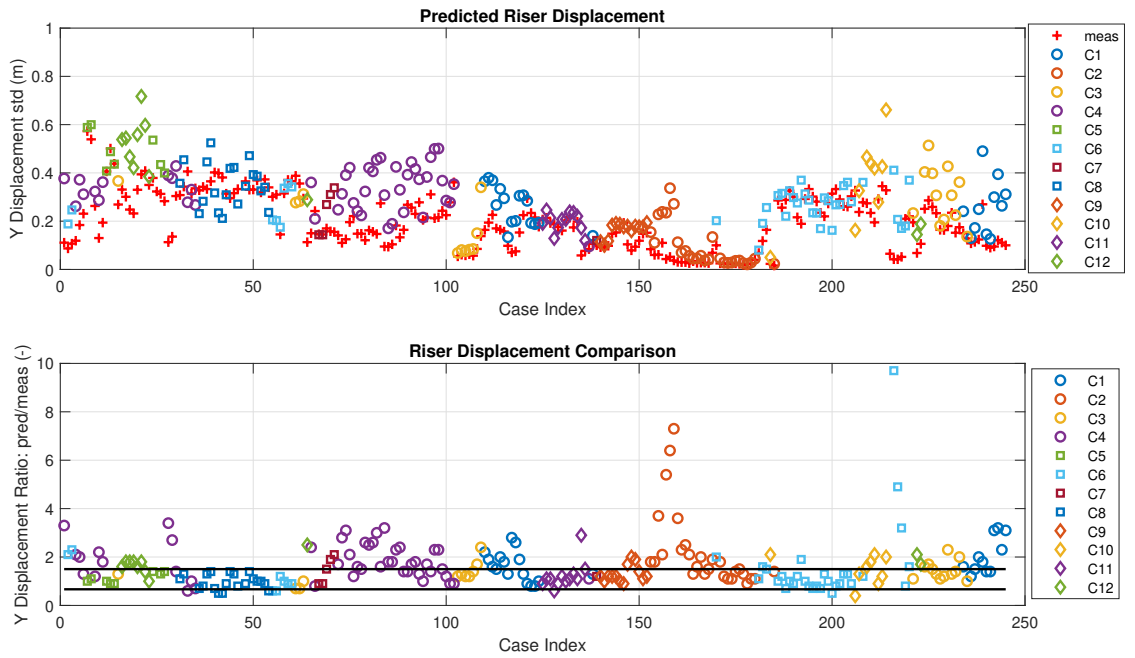 Predicted Riser Displacement
Y Displacement std (m)
1
0.8
0.6
0.4
0.2
0
0
50
100
150
200
250
Case Index
meas
C1
C2
C3
C4
C5
C6
C7
C8
C9
C10
C11
C12
Riser Displacement Comparison
Y Displacement Ratio: pred/meas (-)
10
8
6
4
2
0
0
50
100
150
200
250
Case Index
C1
C2
C3
C4
C5
C6
C7
C8
C9
C10
C11
C12